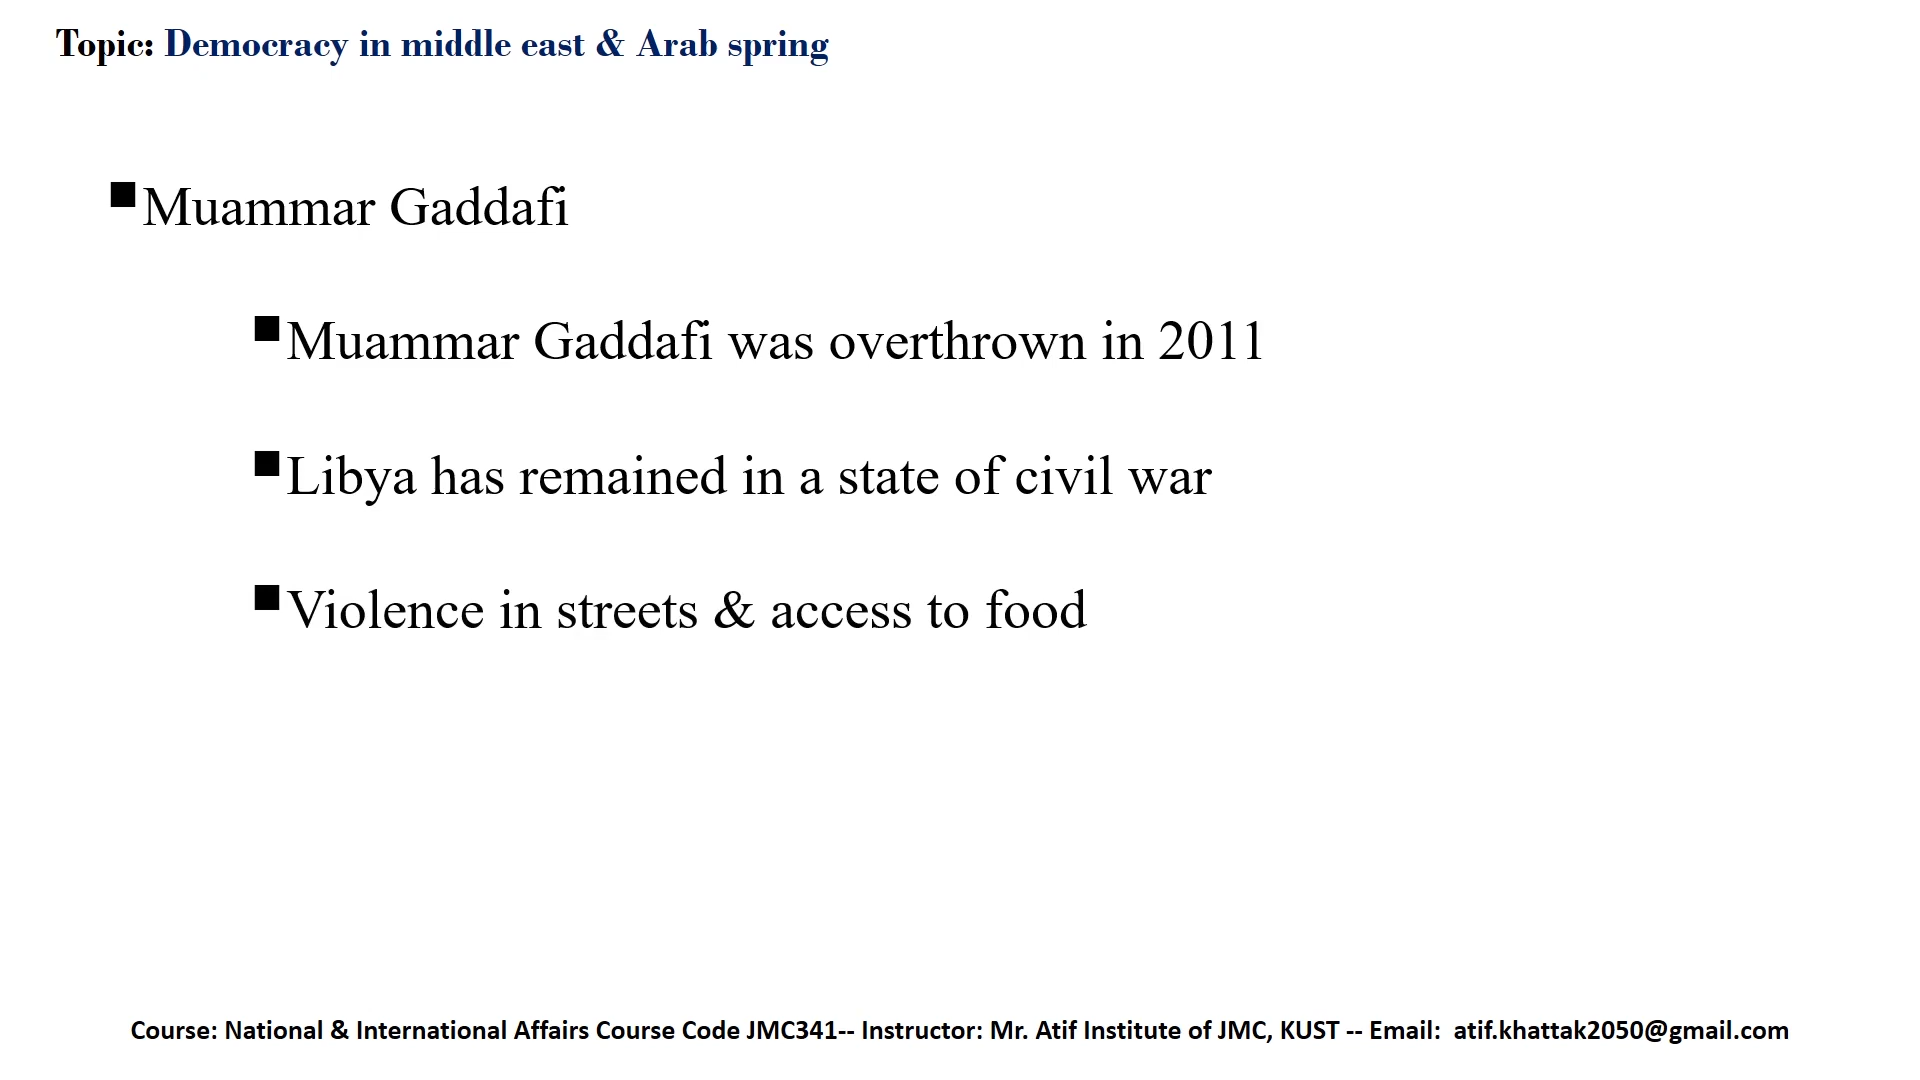 Topic: Democracy in middle east & Arab spring
▪Muammar Gaddafi
▪Muammar Gaddafi was overthrown in 2011
▪Libya has remained in a state of civil war
▪Violence in streets & access to food
Course: National & International Affairs Course Code JMC341-- Instructor: Mr. Atif Institute of JMC, KUST -- Email:  atif.khattak2050@gmail.com